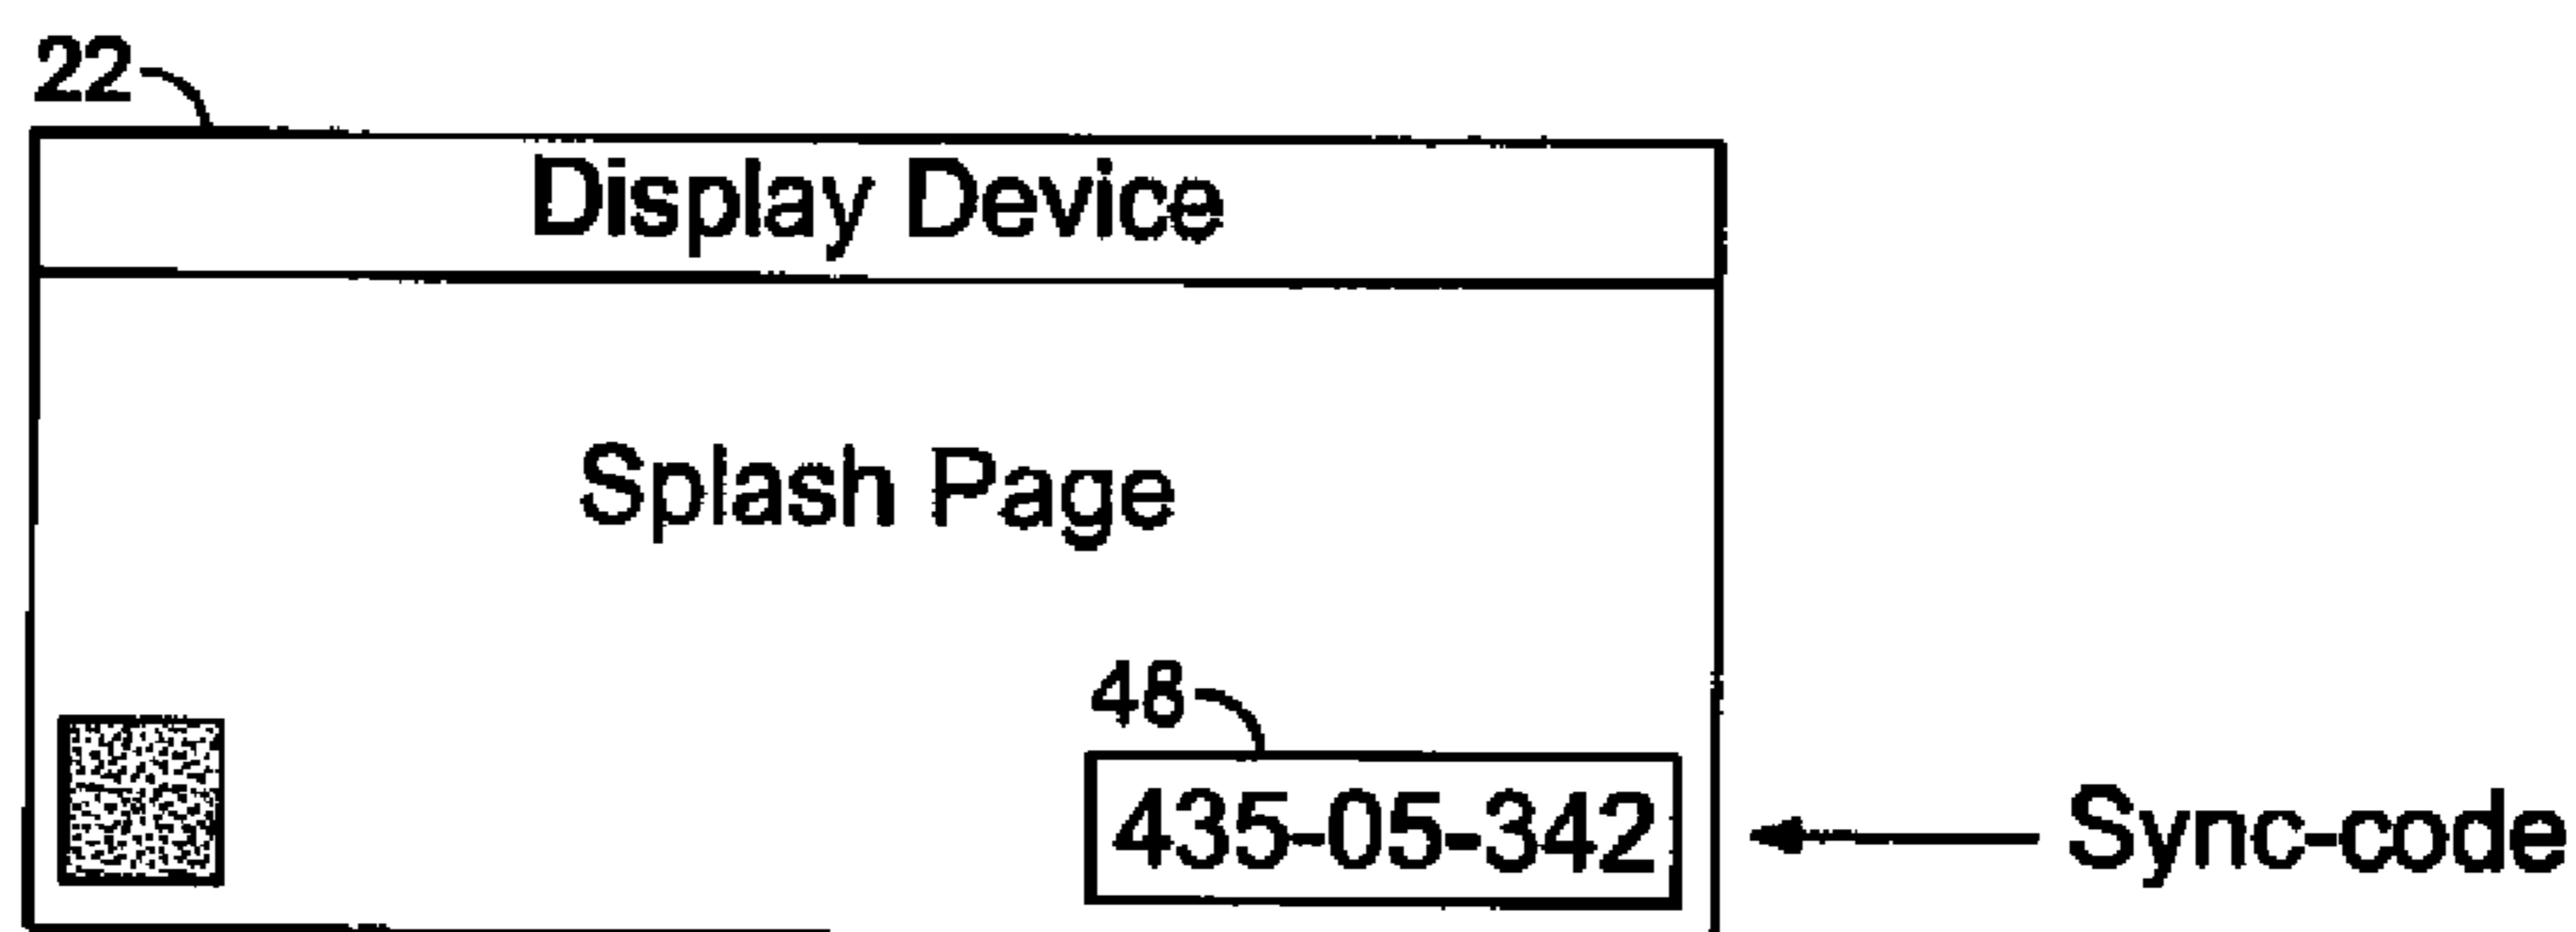 22
Display Device
Splash Page
48
435-05-342
Sync-code